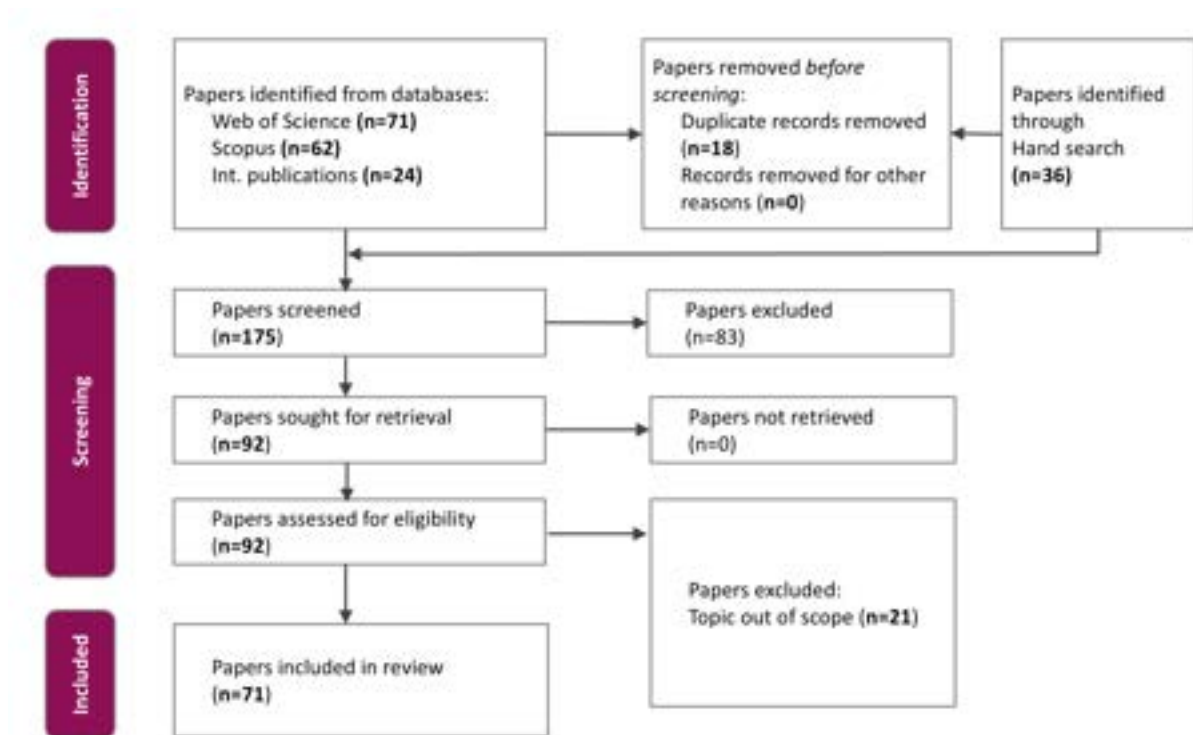 Identification
Papers identified from databases:
Web of Science (n=71)
Scopus (n=62)
Int. publications (n=24)
Papers removed before
screening:
Duplicate records removed
(n=18)
Records removed for other
reasons (n=0)
Papers identified
through
Hand search
(n=36)
Screening
Papers screened
(n=175)
Papers excluded
(n=83)
Papers sought for retrieval
(n=92)
Papers not retrieved
(n=0)
Papers assessed for eligibility
(n=92)
Papers excluded:
Topic out of scope (n=21)
Included
Papers included in review
(n=71)